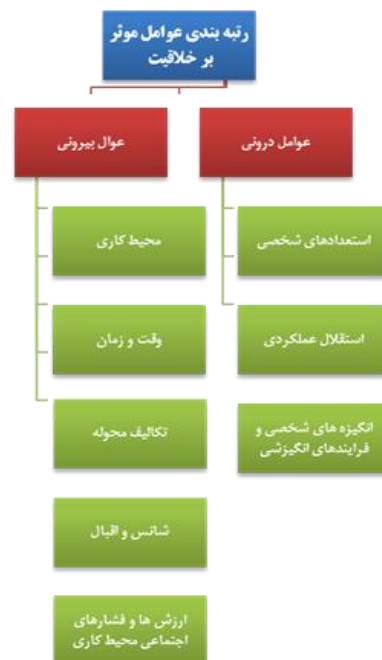 رتبه بندی عوامل موثر
بر خلاقیت
عوامل درونی
عوال بیرونی
استعدادهای شخصی
محیط کاری
استقلال عملکردی
وقت و زمان
انگیزه های شخصی و
فرایندهای انگیزشی
تکالیف محوله
شانس و اقبال
ارزش ها و فشارهای
اجتماعی محیط کاری